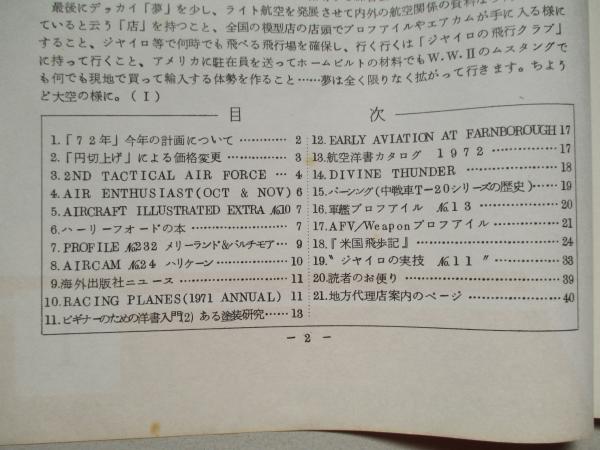 最後にデッカイ「夢」を少し、ライト航空を発展させて内外の航空関係の資料な
ていると云う「店」を持つこと、全国の模型店の店頭でプロファイルやエアカムが手に入る様に
すること、ジャイロ等で何時でも飛べる飛行場を確保し、行く行くは「ジャイロの飛行クラブ」
に持って行くこと、アメリカに駐在員を送ってホームビルトの材料でもW.W.Ⅱのムスタングで
も何でも現地で買って輸入する体勢を作ること……夢は全く限りなく拡がって行きます。ちょう
ど大空の様に。(I)
目 次
1.「72年」今年の計画について ………… 2
2.「円切上げ」による価格変更 ………… 3
3.2ND TACTICAL AIR FORCE … 4
4.AIR ENTHUSIAST(OCT & NOV) 6
5.AIRCRAFT ILLUSTRATED EXTRA №10 7
6.ハーリーフォードの本 ………… 7
7.PROFILE №232 メリーランド&バルチモア… 9
8.AIRCAM №24 ハリケーン ………… 10
9.海外出版社ニュース ………… 11
10.RACING PLANES(1971 ANNUAL) 11
11.ビギナーのための洋書入門(2) ある塗装研究…… 13
12.EARLY AVIATION AT FARNBOROUGH 17
13.航空洋書カタログ 1972 ………… 17
14.DIVINE THUNDER ………… 18
15.パーシング(中戦車T-20シリーズの歴史)…… 19
16.軍艦プロファイル №13 ………… 20
17.AFV/Weaponプロファイル ………… 21
18.『米国飛歩記』 ………… 24
19.〝ジャイロの実技 №11〟 ………… 33
20.読者のお便り ………… 39
21.地方代理店案内のページ ………… 40
− 2 −